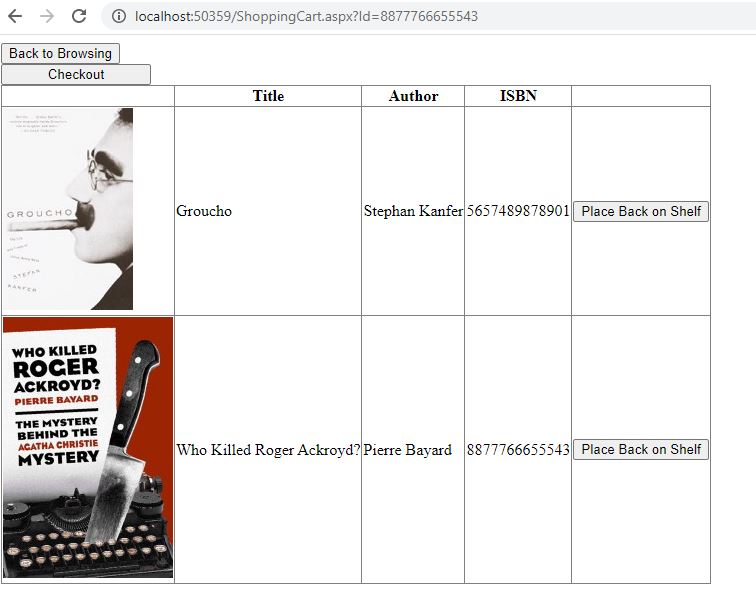 localhost:50359/ShoppingCart.aspx?Id=8877766655543
Back to Browsing
Checkout
Title Author ISBN
GROUCHO
STEFAN
KANFER
Groucho Stephan Kanfer 5657489878901 Place Back on Shelf
WHO KILLED
ROGER
ACKROYD?
PIERRE BAYARD
THE MYSTERY
BEHIND THE
AGATHA CHRISTIE
MYSTERY
Who Killed Roger Ackroyd? Pierre Bayard 8877766655543 Place Back on Shelf